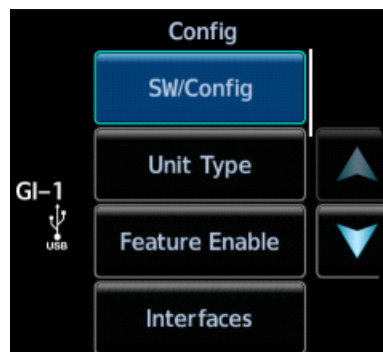 Config
SW/Config
Unit Type
GI-1
USB
Feature Enable
Interfaces